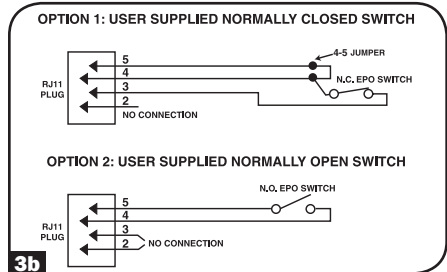 OPTION 1: USER SUPPLIED NORMALLY CLOSED SWITCH
4-5 JUMPER
5
4
N.C. EPO SWITCH
RJ11
PLUG
3
2
NO CONNECTION
OPTION 2: USER SUPPLIED NORMALLY OPEN SWITCH
N.O. EPO SWITCH
5
4
RJ11
PLUG
3
2
NO CONNECTION
3b